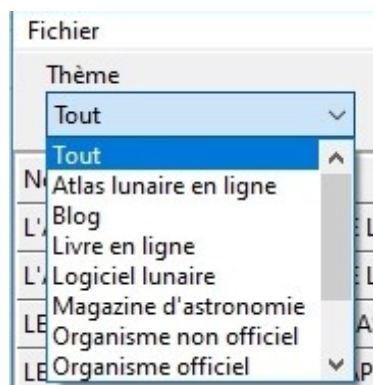 Fichier
Thème
Tout
Tout
Atlas lunaire en ligne
Blog
Livre en ligne
Logiciel lunaire
Magazine d'astronomie
Organisme non officiel
Organisme officiel